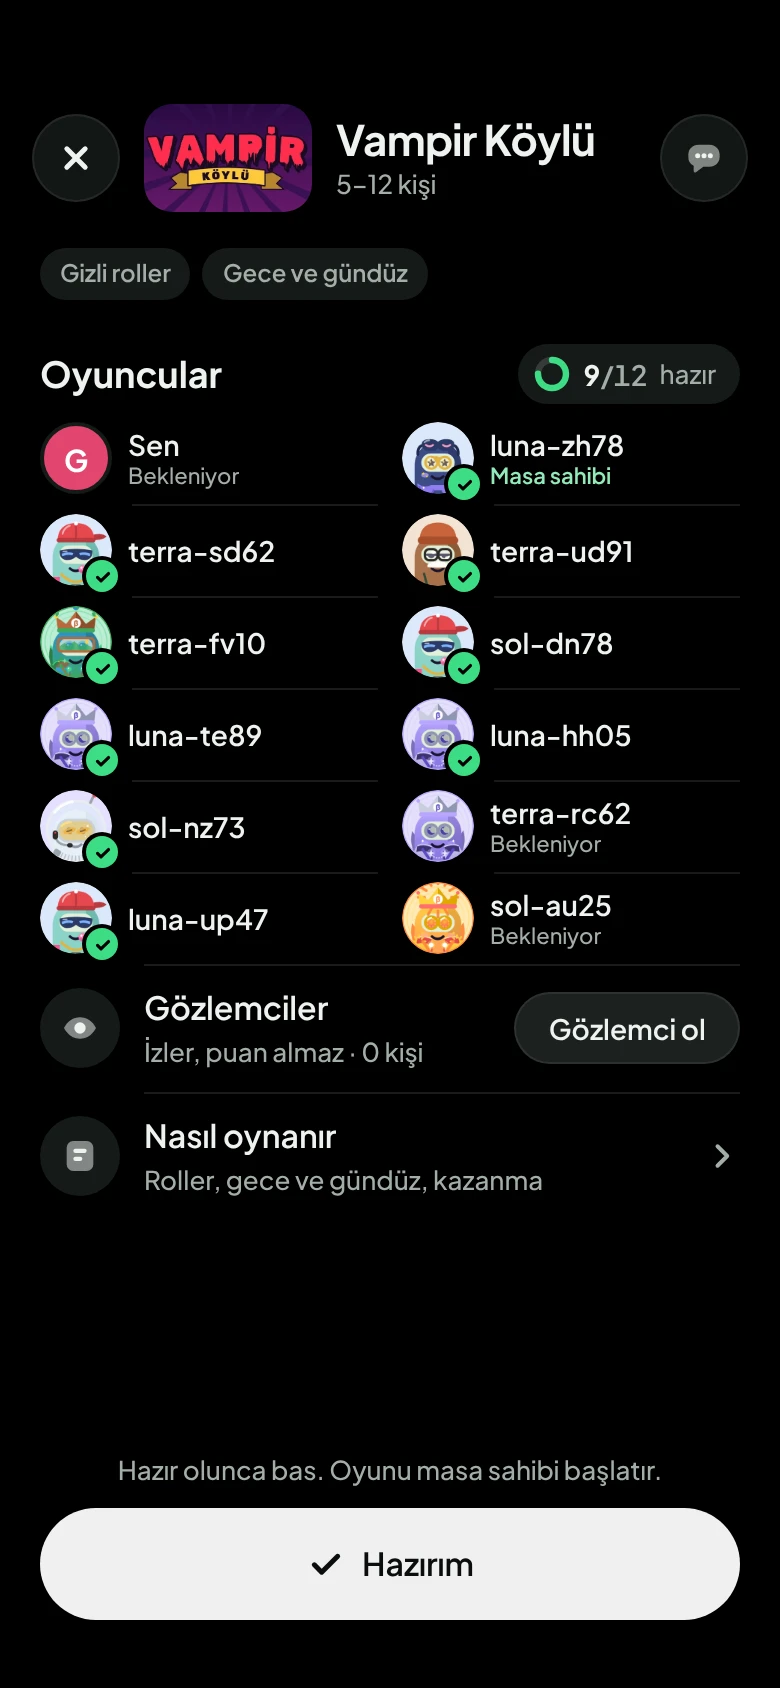 VAMPİR
KÖYLÜ
Vampir Köylü
5–12 kişi
Gizli roller
Gece ve gündüz
Oyuncular
9/12 hazır
G
Sen
Bekleniyor
luna-zh78
Masa sahibi
terra-sd62
terra-ud91
terra-fv10
sol-dn78
luna-te89
luna-hh05
sol-nz73
terra-rc62
Bekleniyor
luna-up47
sol-au25
Bekleniyor
Gözlemciler
İzler, puan almaz · 0 kişi
Gözlemci ol
Nasıl oynanır
Roller, gece ve gündüz, kazanma
Hazır olunca bas. Oyunu masa sahibi başlatır.
Hazırım